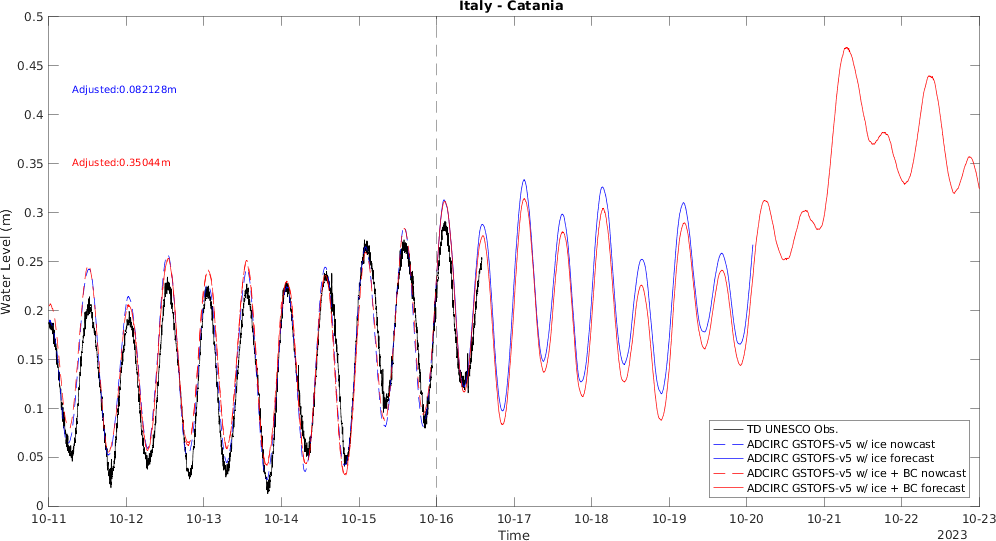 Italy - Catania
0.5
0.45
0.4
0.35
0.3
0.25
0.2
0.15
0.1
0.05
0
Water Level (m)
Adjusted:0.082128m
Adjusted:0.35044m
TD UNESCO Obs.
ADCIRC GSTOFS-v5 w/ ice nowcast
ADCIRC GSTOFS-v5 w/ ice forecast
ADCIRC GSTOFS-v5 w/ ice + BC nowcast
ADCIRC GSTOFS-v5 w/ ice + BC forecast
10-11 10-12 10-13 10-14 10-15 10-16 10-17 10-18 10-19 10-20 10-21 10-22 10-23
Time
2023